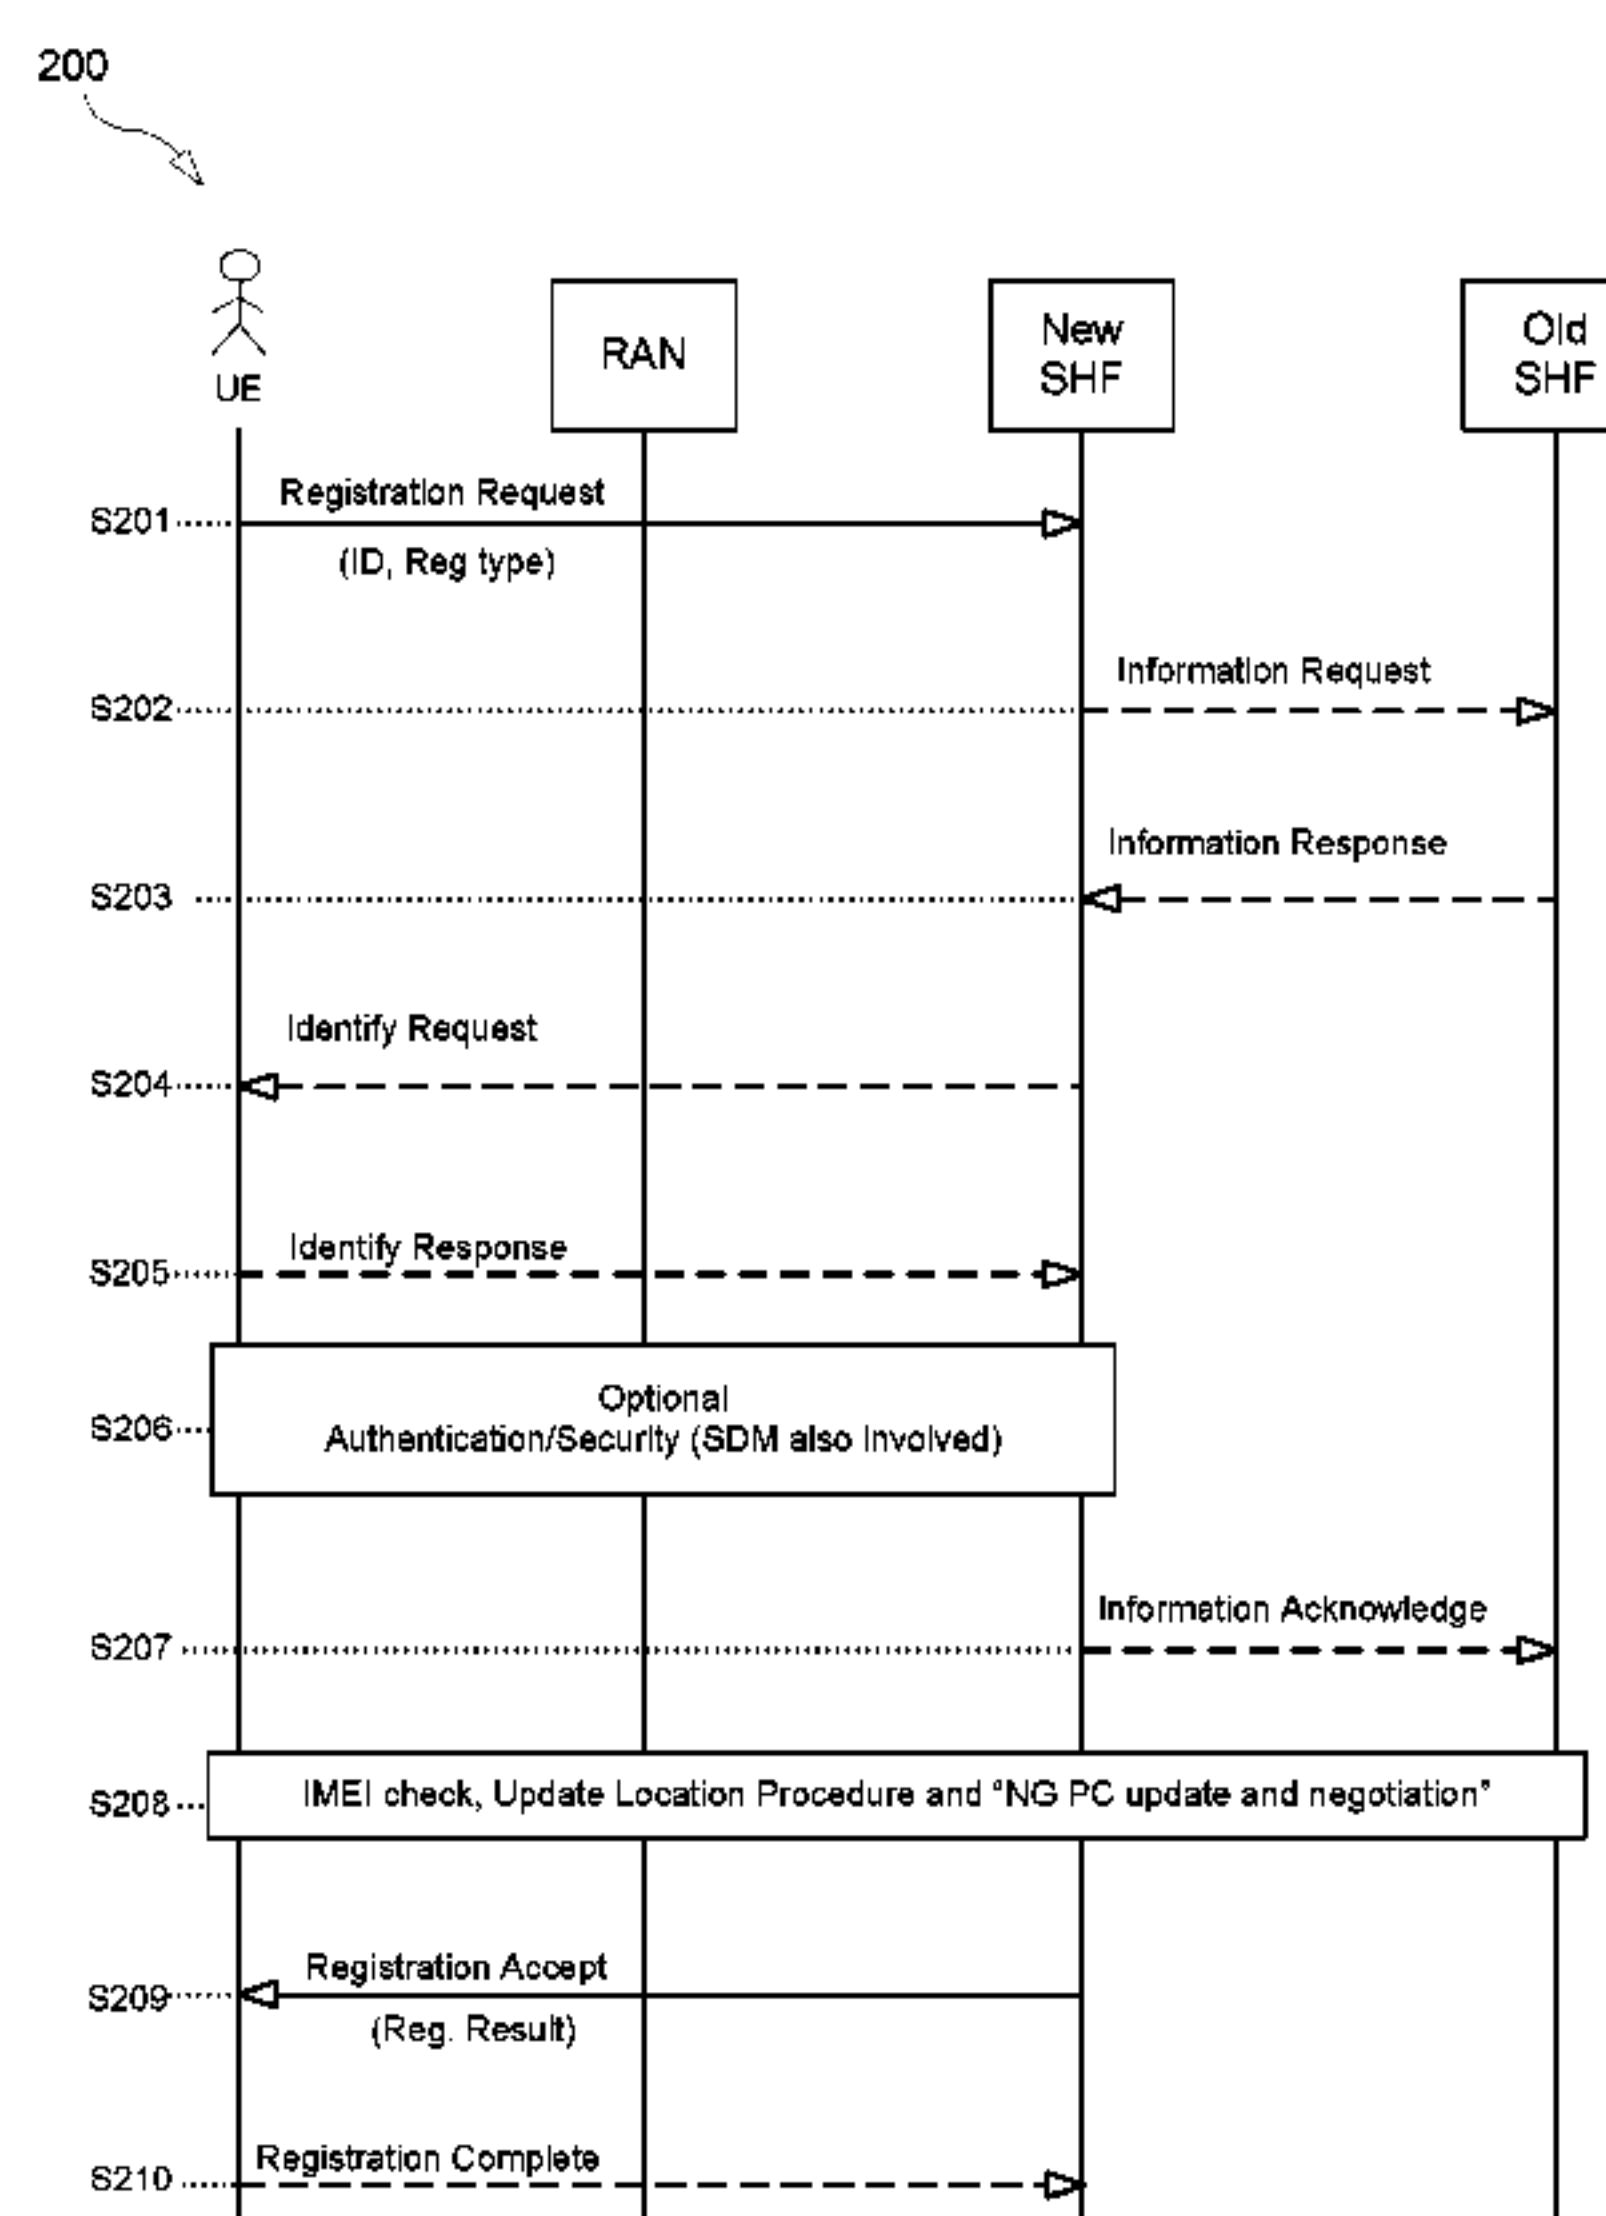 200
UE
RAN
New
SHF
Old
SHF
Registration Request
S201
(ID, Reg type)
Information Request
S202
Information Response
S203
Identify Request
S204
Identify Response
S205
Optional
Authentication/Security (SDM also Involved)
S206
Information Acknowledge
S207
IMEI check, Update Location Procedure and “NG PC update and negotiation”
S208
Registration Accept
S209
(Reg. Result)
Registration Complete
S210